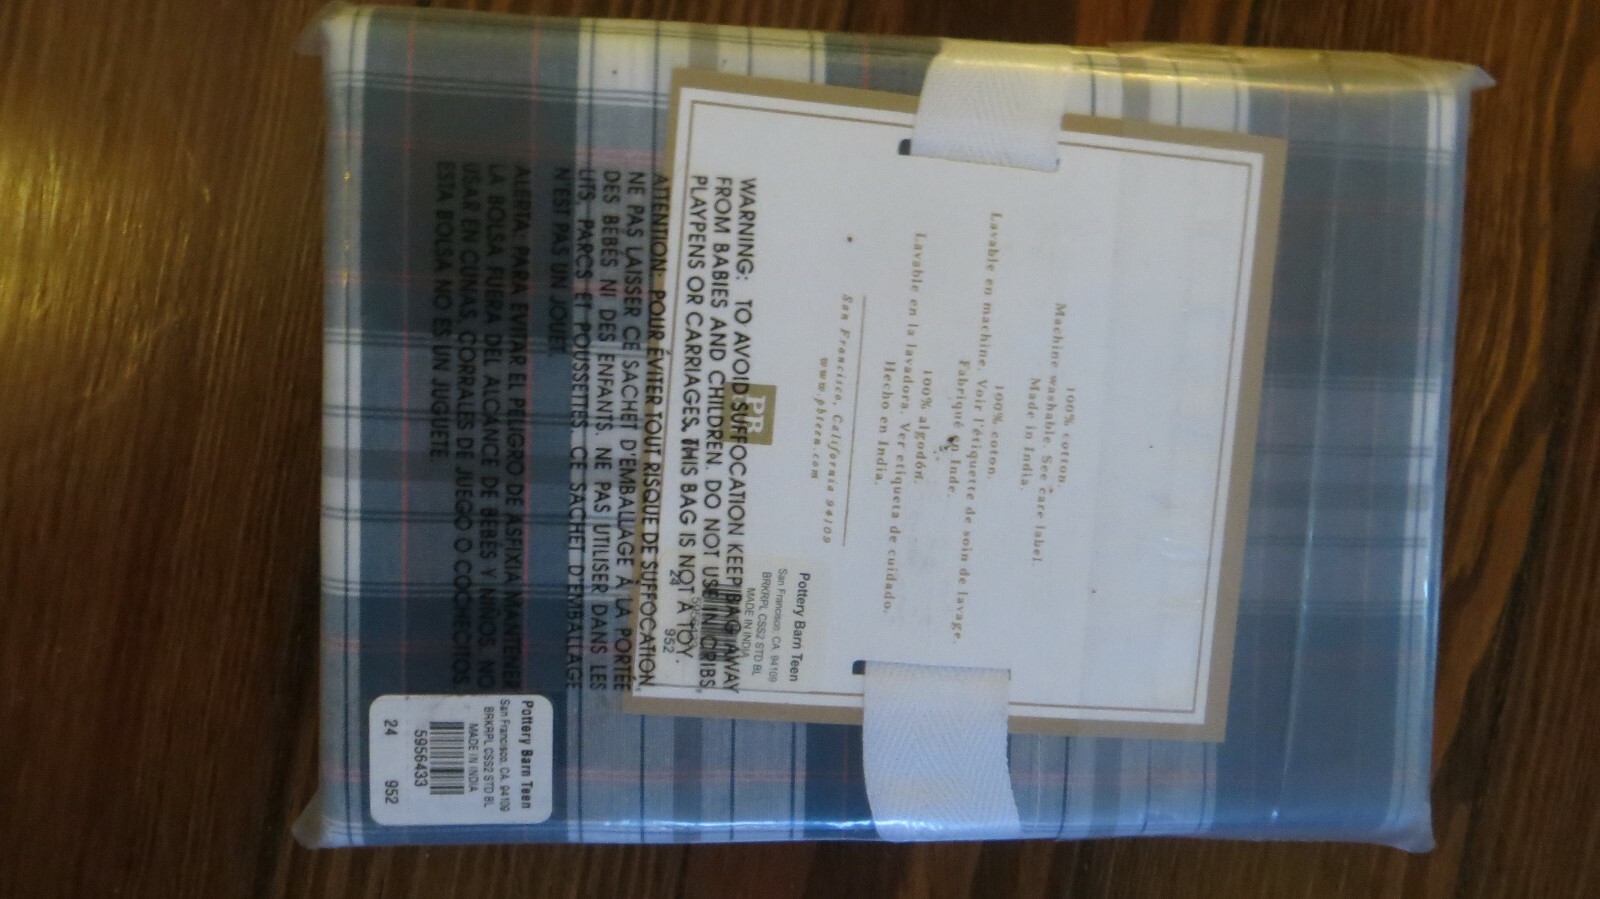 100% cotton.
Machine washable. See care label.
Made in India.
100% coton.
Lavable en machine. Voir l'étiquette de soin de lavage.
Fabriqué en Inde.
100% algodón.
Lavable en la lavadora. Ver etiqueta de cuidado.
Hecho en India.
San Francisco, California 94109
www.pbteen.com
PB
WARNING: TO AVOID SUFFOCATION KEEP BAG AWAY
FROM BABIES AND CHILDREN. DO NOT USE IN CRIBS,
PLAYPENS OR CARRIAGES, THIS BAG IS NOT A TOY.
ATTENTION: POUR ÉVITER TOUT RISQUE DE SUFFOCATION,
NE PAS LAISSER CE SACHET D'EMBALLAGE À LA PORTÉE
DES BÉBÉS NI DES ENFANTS. NE PAS UTILISER DANS LES
LITS, PARCS ET POUSSETTES. CE SACHET D'EMBALLAGE
N'EST PAS UN JOUET.
ALERTA: PARA EVITAR EL PELIGRO DE ASFIXIA MANTENER
LA BOLSA FUERA DEL ALCANCE DE BEBÉS Y NIÑOS. NO
USAR EN CUNAS, CORRALES DE JUEGO O COCHECITOS.
ESTA BOLSA NO ES UN JUGUETE.
Pottery Barn Teen
San Francisco, CA 94109
BRKRPL CSS2 STD BL
MADE IN INDIA
24 952
Pottery Barn Teen
San Francisco, CA 94109
BRKRPL CSS2 STD BL
MADE IN INDIA
5956433
24 952